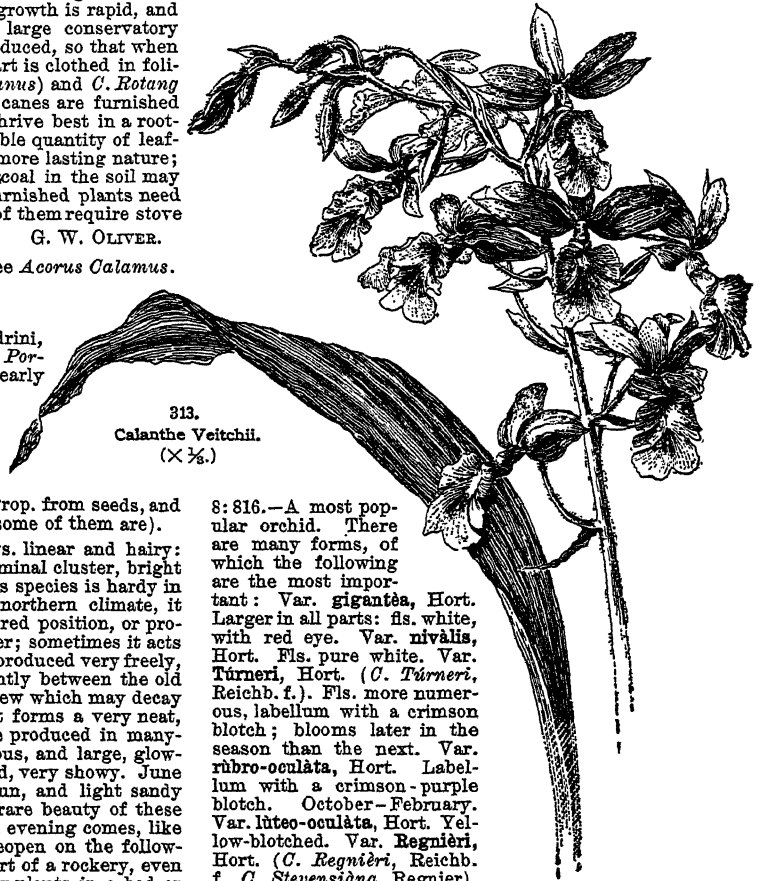 growth is rapid, and
large conservatory
duced, so that when
rt is clothed in foli-
anus) and C. Rotang
canes are furnished
hrive best in a root-
ble quantity of leaf-
more lasting nature;
coal in the soil may
rnished plants need
of them require stove
G. W. OLIVER.
ee Acorus Calamus.
drini,
Por-
early
313.
Calanthe Veitchii.
(× ⅛.)
rop. from seeds, and
some of them are).
s. linear and hairy:
minal cluster, bright
s species is hardy in
northern climate, it
red position, or pro-
er; sometimes it acts
produced very freely,
ntly between the old
ew which may decay
t forms a very neat,
e produced in many-
ous, and large, glow-
d, very showy. June
un, and light sandy
rare beauty of these
evening comes, like
eopen on the follow-
rt of a rockery, even
8: 816.—A most pop-
ular orchid. There
are many forms, of
which the following
are the most impor-
tant: Var. gigantèa, Hort.
Larger in all parts: fls. white,
with red eye. Var. nivàlis,
Hort. Fls. pure white. Var.
Túrneri, Hort. (C. Túrneri,
Reichb. f.). Fls. more numer-
ous, labellum with a crimson
blotch; blooms later in the
season than the next. Var.
rùbro-oculàta, Hort. Label-
lum with a crimson-purple
blotch. October–February.
Var. lùteo-oculàta, Hort. Yel-
low-blotched. Var. Regnièri,
Hort. (C. Regnièri, Reichb.
f. C. Stevensiàna, Regnier).